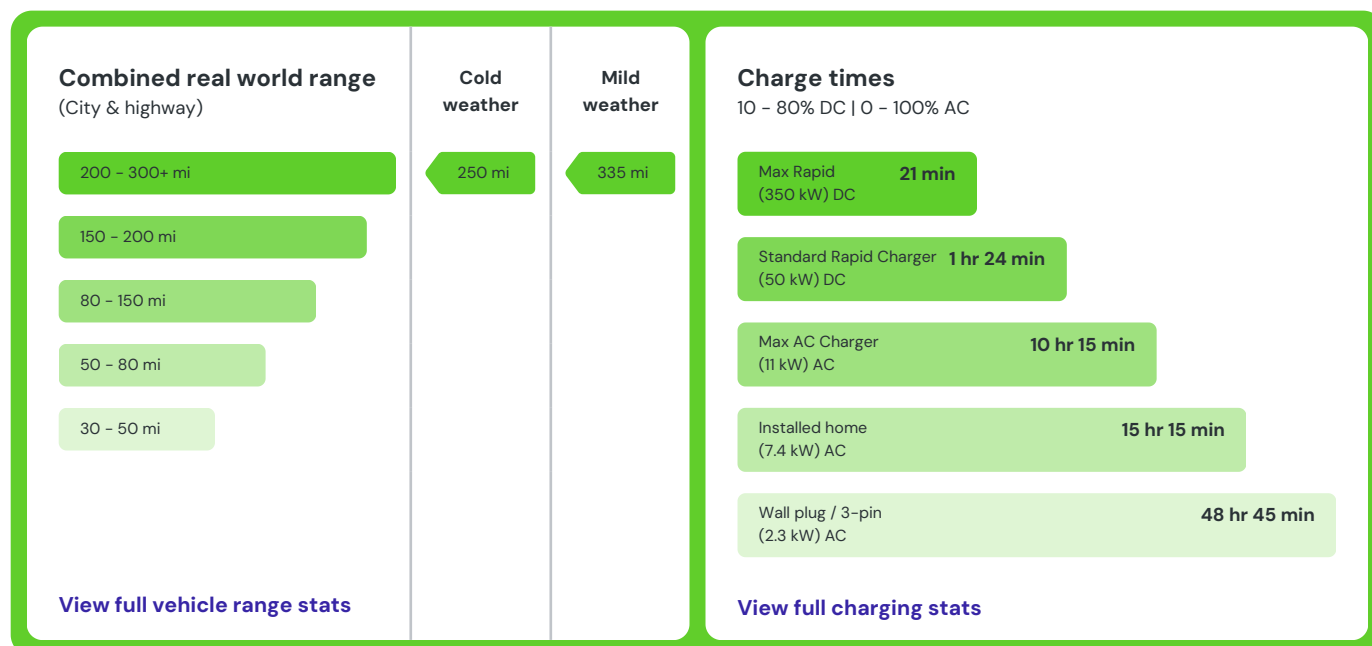 Combined real world range
(City & highway)
Cold
weather
Mild
weather
200 - 300+ mi
250 mi
335 mi
150 - 200 mi
80 - 150 mi
50 - 80 mi
30 - 50 mi
View full vehicle range stats
Charge times
10 - 80% DC | 0 - 100% AC
Max Rapid
(350 kW) DC
21 min
Standard Rapid Charger
(50 kW) DC
1 hr 24 min
Max AC Charger
(11 kW) AC
10 hr 15 min
Installed home
(7.4 kW) AC
15 hr 15 min
Wall plug / 3-pin
(2.3 kW) AC
48 hr 45 min
View full charging stats